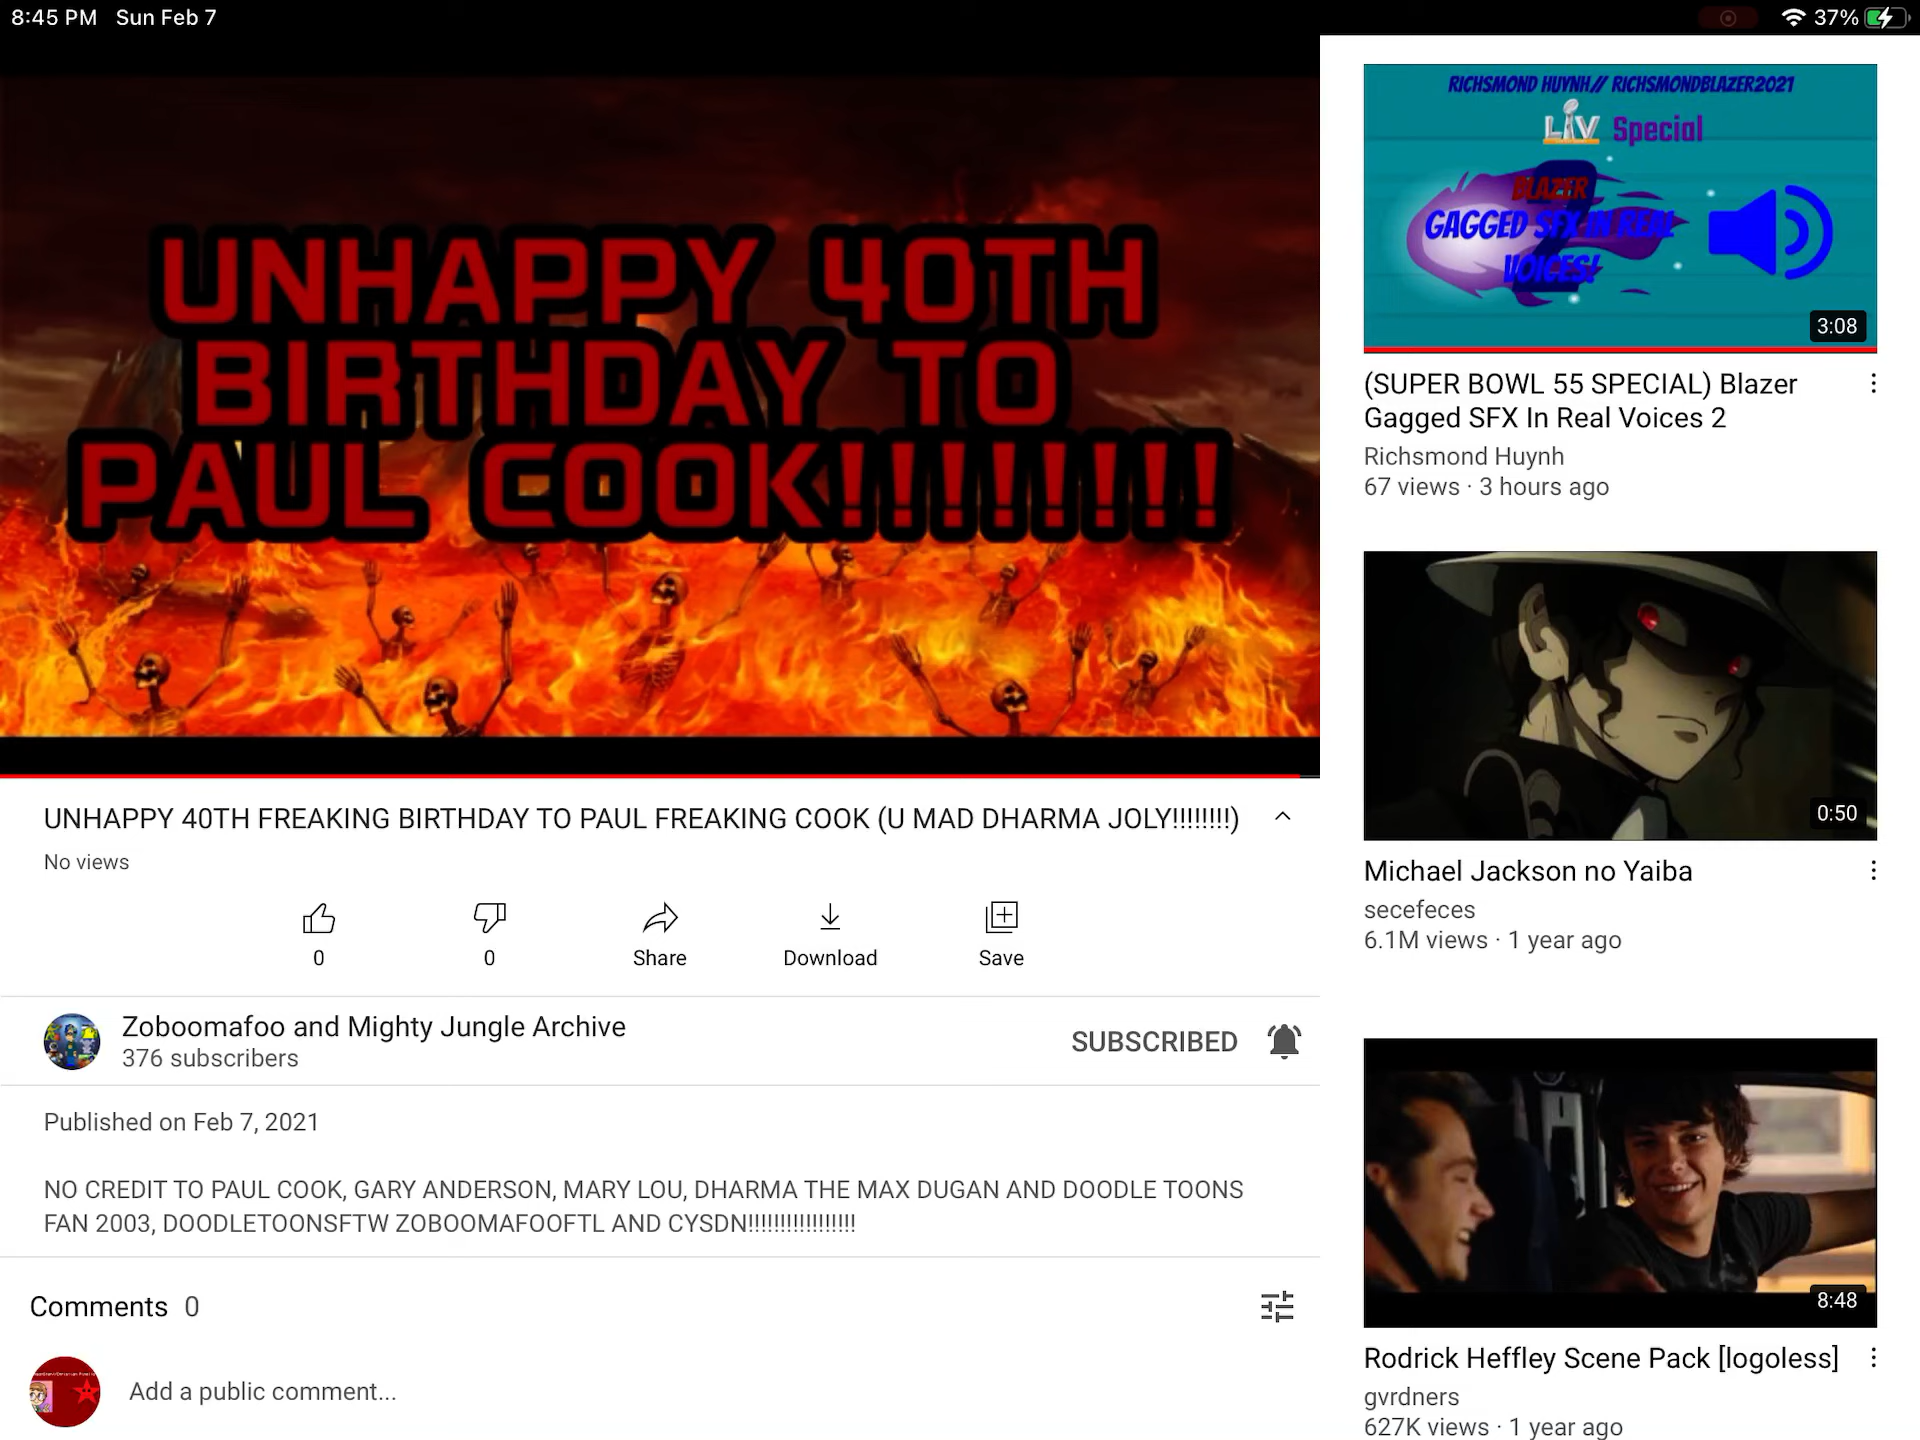 8:45 PM Sun Feb 7
37%
UNHAPPY 40TH
BIRTHDAY TO
PAUL COOK!!!!!!!!
UNHAPPY 40TH FREAKING BIRTHDAY TO PAUL FREAKING COOK (U MAD DHARMA JOLY!!!!!!!!)
No views
0
0
Share
Download
Save
Zoboomafoo and Mighty Jungle Archive
376 subscribers
SUBSCRIBED
Published on Feb 7, 2021
NO CREDIT TO PAUL COOK, GARY ANDERSON, MARY LOU, DHARMA THE MAX DUGAN AND DOODLE TOONS
FAN 2003, DOODLETOONSFTW ZOBOOMAFOOFTL AND CYSDN!!!!!!!!!!!!!!!!!
Comments 0
Add a public comment...
RICHSMOND HUYNH// RICHSMONDBLAZER2021
LIV Special
BLAZER
GAGGED SFX IN REAL
VOICES!
3:08
(SUPER BOWL 55 SPECIAL) Blazer
Gagged SFX In Real Voices 2
Richsmond Huynh
67 views · 3 hours ago
0:50
Michael Jackson no Yaiba
secefeces
6.1M views · 1 year ago
8:48
Rodrick Heffley Scene Pack [logoless]
gvrdners
627K views · 1 year ago